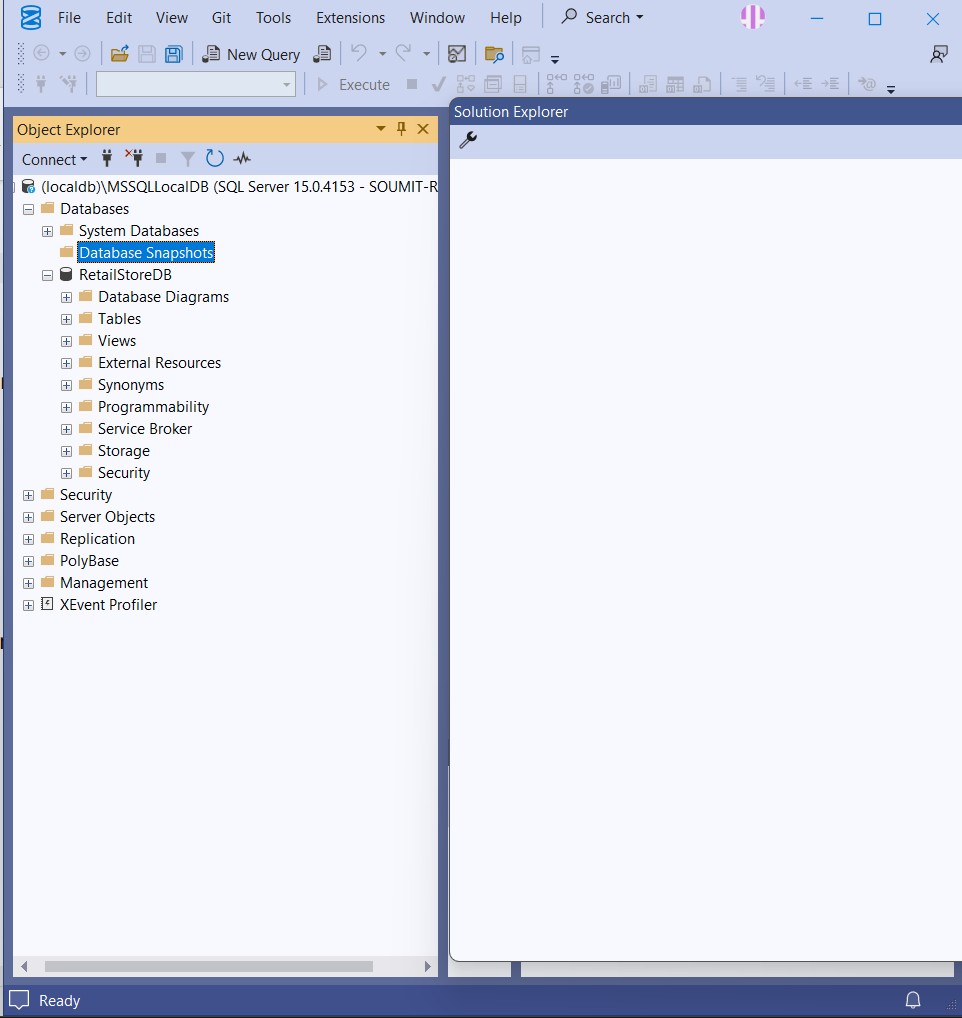 File Edit View Git Tools Extensions Window Help Search
New Query
Execute
Solution Explorer
Object Explorer
Connect
(localdb)\MSSQLLocalDB (SQL Server 15.0.4153 - SOUMIT-R
Databases
System Databases
Database Snapshots
RetailStoreDB
Database Diagrams
Tables
Views
External Resources
Synonyms
Programmability
Service Broker
Storage
Security
Security
Server Objects
Replication
PolyBase
Management
XEvent Profiler
Ready